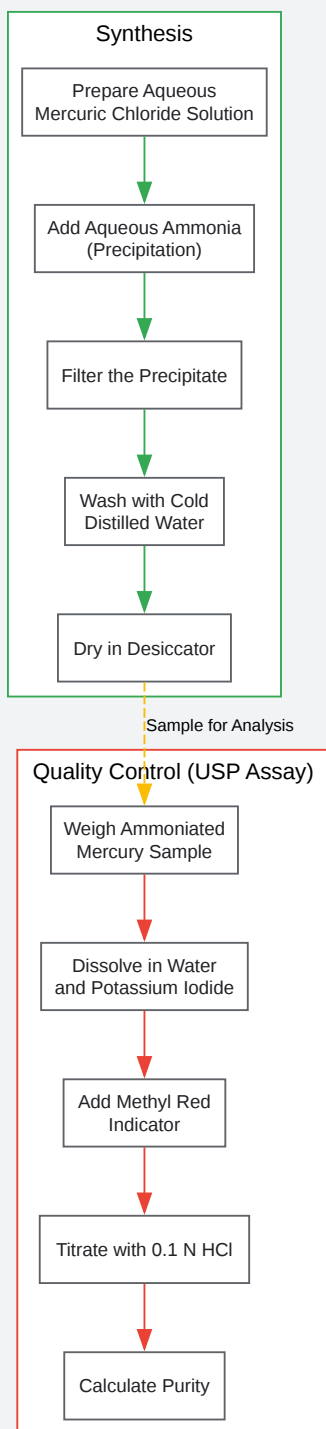 Synthesis
Prepare Aqueous
Mercuric Chloride Solution
Add Aqueous Ammonia
(Precipitation)
Filter the Precipitate
Wash with Cold
Distilled Water
Dry in Desiccator
Sample for Analysis
Quality Control (USP Assay)
Weigh Ammoniated
Mercury Sample
Dissolve in Water
and Potassium Iodide
Add Methyl Red
Indicator
Titrate with 0.1 N HCl
Calculate Purity